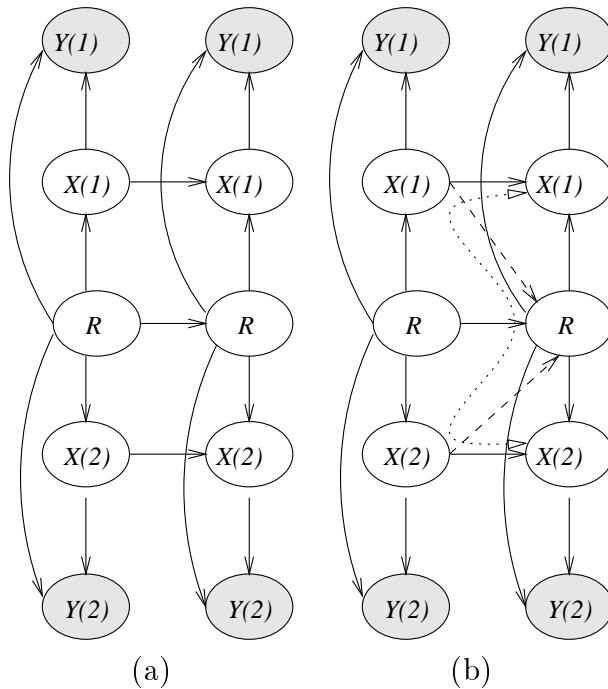 Y(1) Y(1) Y(1) Y(1)
X(1) X(1) X(1) X(1)
R R R R
X(2) X(2) X(2) X(2)
Y(2) Y(2) Y(2) Y(2)
(a) (b)